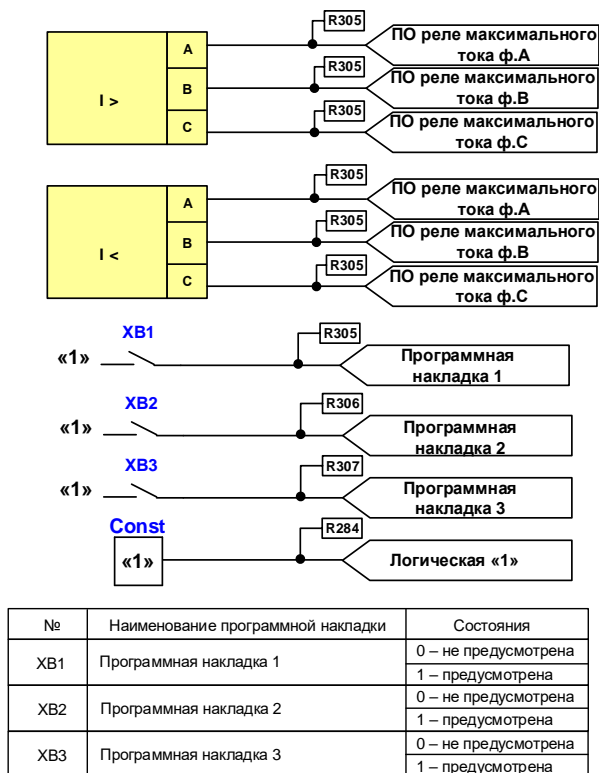 R305
ПО реле максимального
тока ф.А
А
R305
ПО реле максимального
тока ф.В
I >
В
R305
ПО реле максимального
тока ф.С
С
R305
ПО реле максимального
тока ф.А
А
R305
ПО реле максимального
тока ф.В
I <
В
R305
ПО реле максимального
тока ф.С
С
XB1
R305
«1»
Программная
накладка 1
XB2
R306
«1»
Программная
накладка 2
XB3
R307
«1»
Программная
накладка 3
Const
R284
«1»
Логическая «1»
№ Наименование программной накладки Состояния
XB1 Программная накладка 1 0 – не предусмотрена
1 – предусмотрена
XB2 Программная накладка 2 0 – не предусмотрена
1 – предусмотрена
XB3 Программная накладка 3 0 – не предусмотрена
1 – предусмотрена